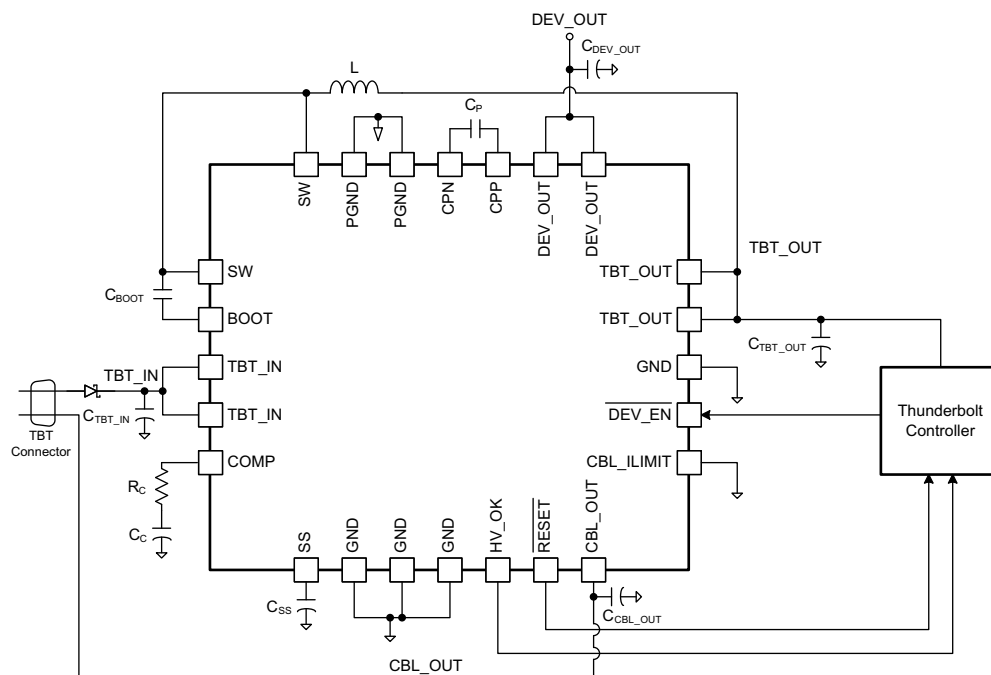 DEV_OUT
C_DEV_OUT
L
C_P
SW
PGND
PGND
CPN
CPP
DEV_OUT
DEV_OUT
SW
BOOT
TBT_IN
TBT_IN
COMP
TBT_OUT
TBT_OUT
GND
DEV_EN
CBL_ILIMIT
SS
GND
GND
GND
HV_OK
RESET
CBL_OUT
TBT_OUT
C_BOOT
TBT_IN
C_TBT_IN
TBT
Connector
R_C
C_C
C_SS
C_TBT_OUT
Thunderbolt
Controller
C_CBL_OUT
CBL_OUT